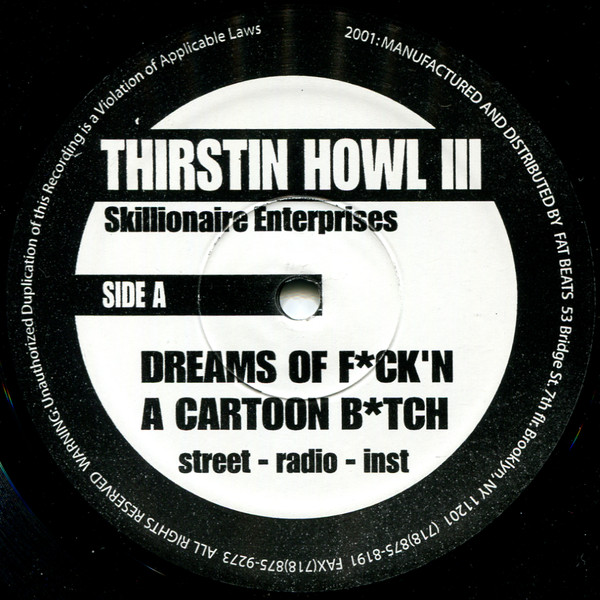 THIRSTIN HOWL III
Skillionaire Enterprises
SIDE A
DREAMS OF F*CK'N
A CARTOON B*TCH
street - radio - inst
2001: MANUFACTURED AND DISTRIBUTED BY FAT BEATS 53 Bridge St. 7th flr. Brooklyn, NY 11201 (718)875-8191 FAX(718)875-9273 ALL RIGHTS RESERVED WARNING: Unauthorized Duplication of this Recording is a Violation of Applicable Laws